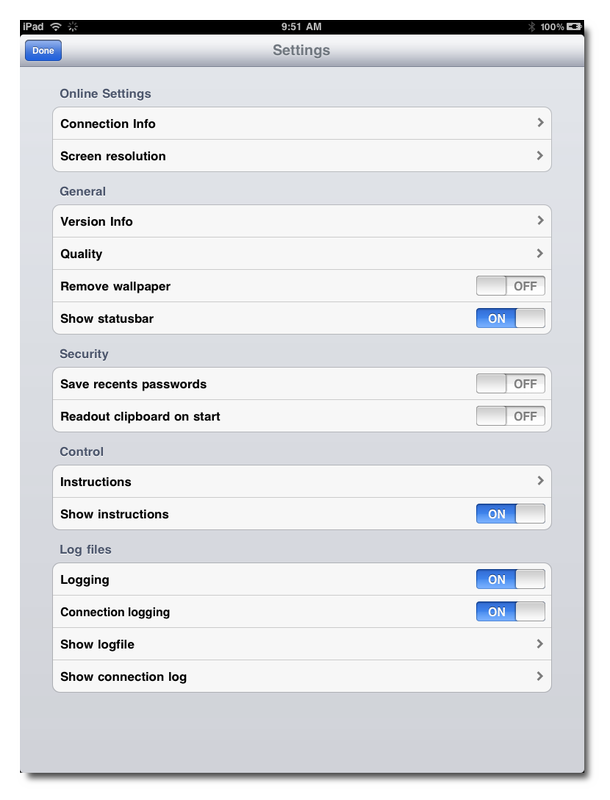 iPad 9:51 AM 100%
Done Settings
Online Settings
Connection Info
Screen resolution
General
Version Info
Quality
Remove wallpaper OFF
Show statusbar ON
Security
Save recents passwords OFF
Readout clipboard on start OFF
Control
Instructions
Show instructions ON
Log files
Logging ON
Connection logging ON
Show logfile
Show connection log